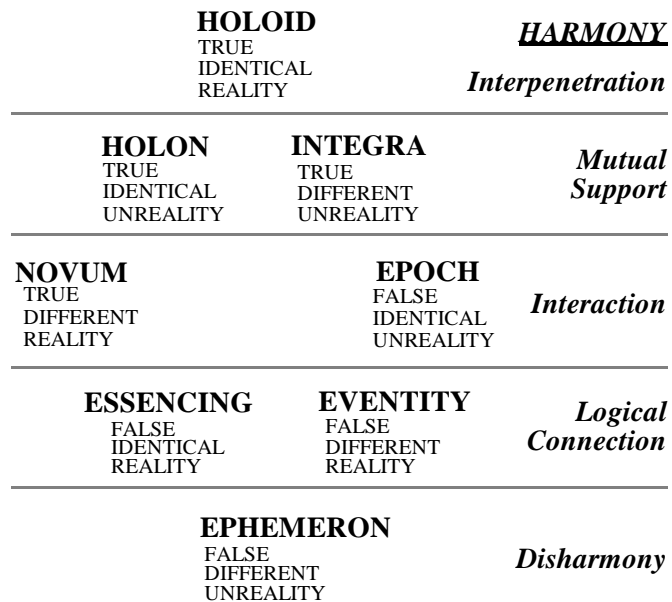 HOLOID
TRUE
IDENTICAL
REALITY
HARMONY
Interpenetration
HOLON
TRUE
IDENTICAL
UNREALITY
INTEGRA
TRUE
DIFFERENT
UNREALITY
Mutual
Support
NOVUM
TRUE
DIFFERENT
REALITY
EPOCH
FALSE
IDENTICAL
UNREALITY
Interaction
ESSENCING
FALSE
IDENTICAL
REALITY
EVENTITY
FALSE
DIFFERENT
REALITY
Logical
Connection
EPHEMERON
FALSE
DIFFERENT
UNREALITY
Disharmony